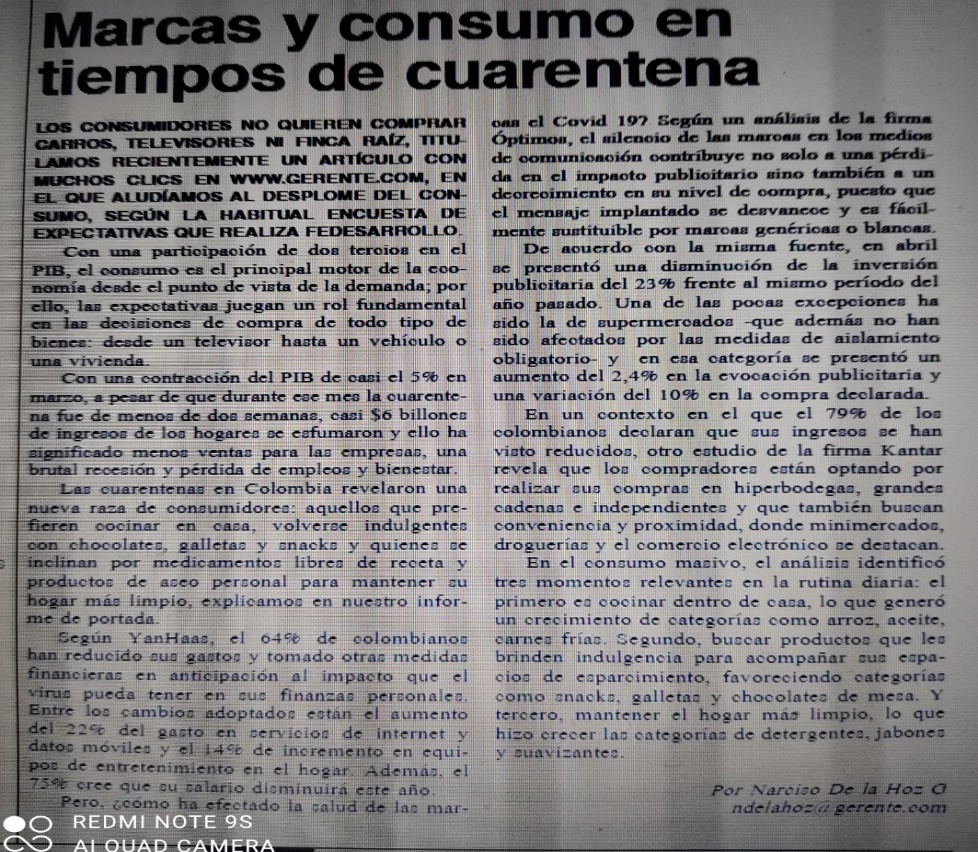 Marcas y consumo en
tiempos de cuarentena
LOS CONSUMIDORES NO QUIEREN COMPRAR
CARROS, TELEVISORES NI FINCA RAÍZ, TITU-
LAMOS RECIENTEMENTE UN ARTÍCULO CON
MUCHOS CLICS EN WWW.GERENTE.COM, EN
EL QUE ALUDÍAMOS AL DESPLOME DEL CON-
SUMO, SEGÚN LA HABITUAL ENCUESTA DE
EXPECTATIVAS QUE REALIZA FEDESARROLLO.
Con una participación de dos tercios en el
PIB, el consumo es el principal motor de la eco-
nomía desde el punto de vista de la demanda; por
ello, las expectativas juegan un rol fundamental
en las decisiones de compra de todo tipo de
bienes: desde un televisor hasta un vehículo o
una vivienda.
Con una contracción del PIB de casi el 5% en
marzo, a pesar de que durante ese mes la cuarente-
na fue de menos de dos semanas, casi $6 billones
de ingresos de los hogares se esfumaron y ello ha
significado menos ventas para las empresas, una
brutal recesión y pérdida de empleos y bienestar.
Las cuarentenas en Colombia revelaron una
nueva raza de consumidores: aquellos que pre-
fieren cocinar en casa, volverse indulgentes
con chocolates, galletas y snacks y quienes se
inclinan por medicamentos libres de receta y
productos de aseo personal para mantener su
hogar más limpio, explicamos en nuestro infor-
me de portada.
Según YanHaas, el 64% de colombianos
han reducido sus gastos y tomado otras medidas
financieras en anticipación al impacto que el
virus pueda tener en sus finanzas personales.
Entre los cambios adoptados están el aumento
del 22% del gasto en servicios de internet y
datos móviles y el 14% de incremento en equi-
pos de entretenimiento en el hogar. Además, el
75% cree que su salario disminuirá este año.
Pero, ¿cómo ha efectado la salud de las mar-
cas el Covid 19? Según un análisis de la firma
Óptimos, el silencio de las marcas en los medios
de comunicación contribuye no solo a una pérdi-
da en el impacto publicitario sino también a un
decrecimiento en su nivel de compra, puesto que
el mensaje implantado se desvanece y es fácil-
mente sustituible por marcas genéricas o blancas.
De acuerdo con la misma fuente, en abril
se presentó una disminución de la inversión
publicitaria del 23% frente al mismo período del
año pasado. Una de las pocas excepciones ha
sido la de supermercados -que además no han
sido afectados por las medidas de aislamiento
obligatorio- y en esa categoría se presentó un
aumento del 2,4% en la evocación publicitaria y
una variación del 10% en la compra declarada.
En un contexto en el que el 79% de los
colombianos declaran que sus ingresos se han
visto reducidos, otro estudio de la firma Kantar
revela que los compradores están optando por
realizar sus compras en hiperbodegas, grandes
cadenas e independientes y que también buscan
conveniencia y proximidad, donde minimercados,
droguerías y el comercio electrónico se destacan.
En el consumo masivo, el análisis identificó
tres momentos relevantes en la rutina diaria: el
primero es cocinar dentro de casa, lo que generó
un crecimiento de categorías como arroz, aceite,
carnes frías. Segundo, buscar productos que les
brinden indulgencia para acompañar sus espa-
cios de esparcimiento, favoreciendo categorías
como snacks, galletas y chocolates de mesa. Y
tercero, mantener el hogar más limpio, lo que
hizo crecer las categorías de detergentes, jabones
y suavizantes.
Por Narciso De la Hoz G
ndelahoz@gerente.com
REDMI NOTE 9S
AI QUAD CAMERA